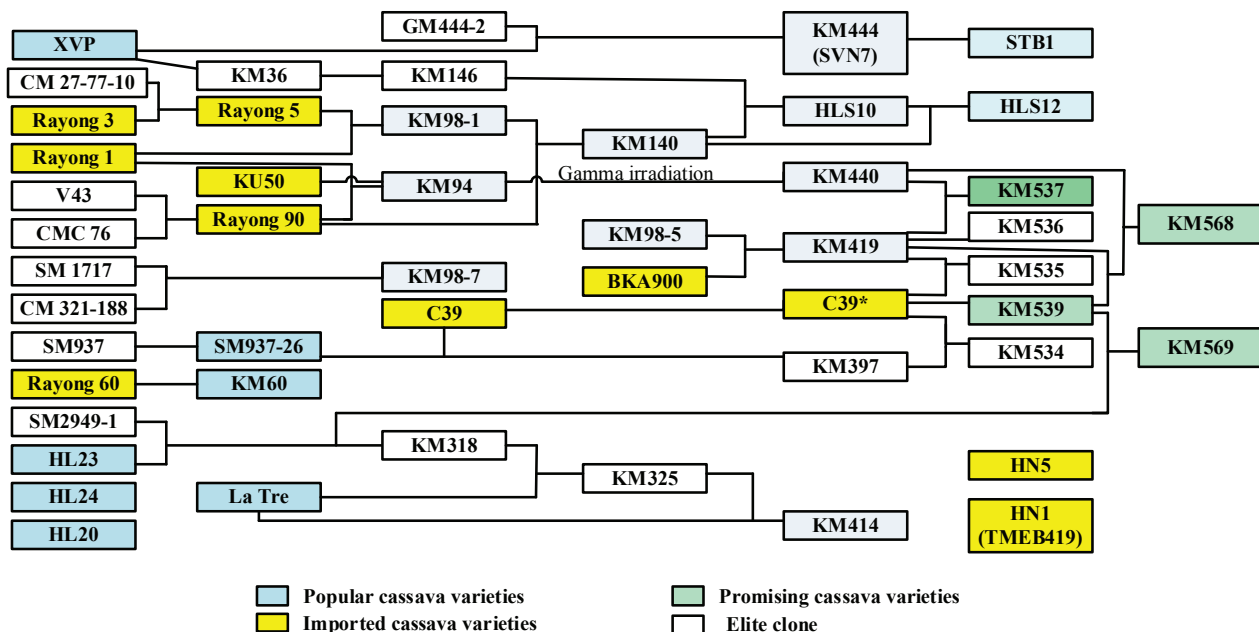 XVP
CM 27-77-10
Rayong 3
Rayong 1
V43
CMC 76
SM 1717
CM 321-188
SM937
Rayong 60
SM2949-1
HL23
HL24
HL20
KM36
Rayong 5
KU50
Rayong 90
SM937-26
KM60
La Tre
GM444-2
KM146
KM98-1
KM94
KM98-7
C39
KM318
KM140
Gamma irradiation
KM98-5
BKA900
KM325
KM444
(SVN7)
HLS10
KM440
KM419
C39*
KM397
KM414
STB1
HLS12
KM537
KM536
KM535
KM539
KM534
HN5
HN1
(TMEB419)
KM568
KM569
Popular cassava varieties
Imported cassava varieties
Promising cassava varieties
Elite clone